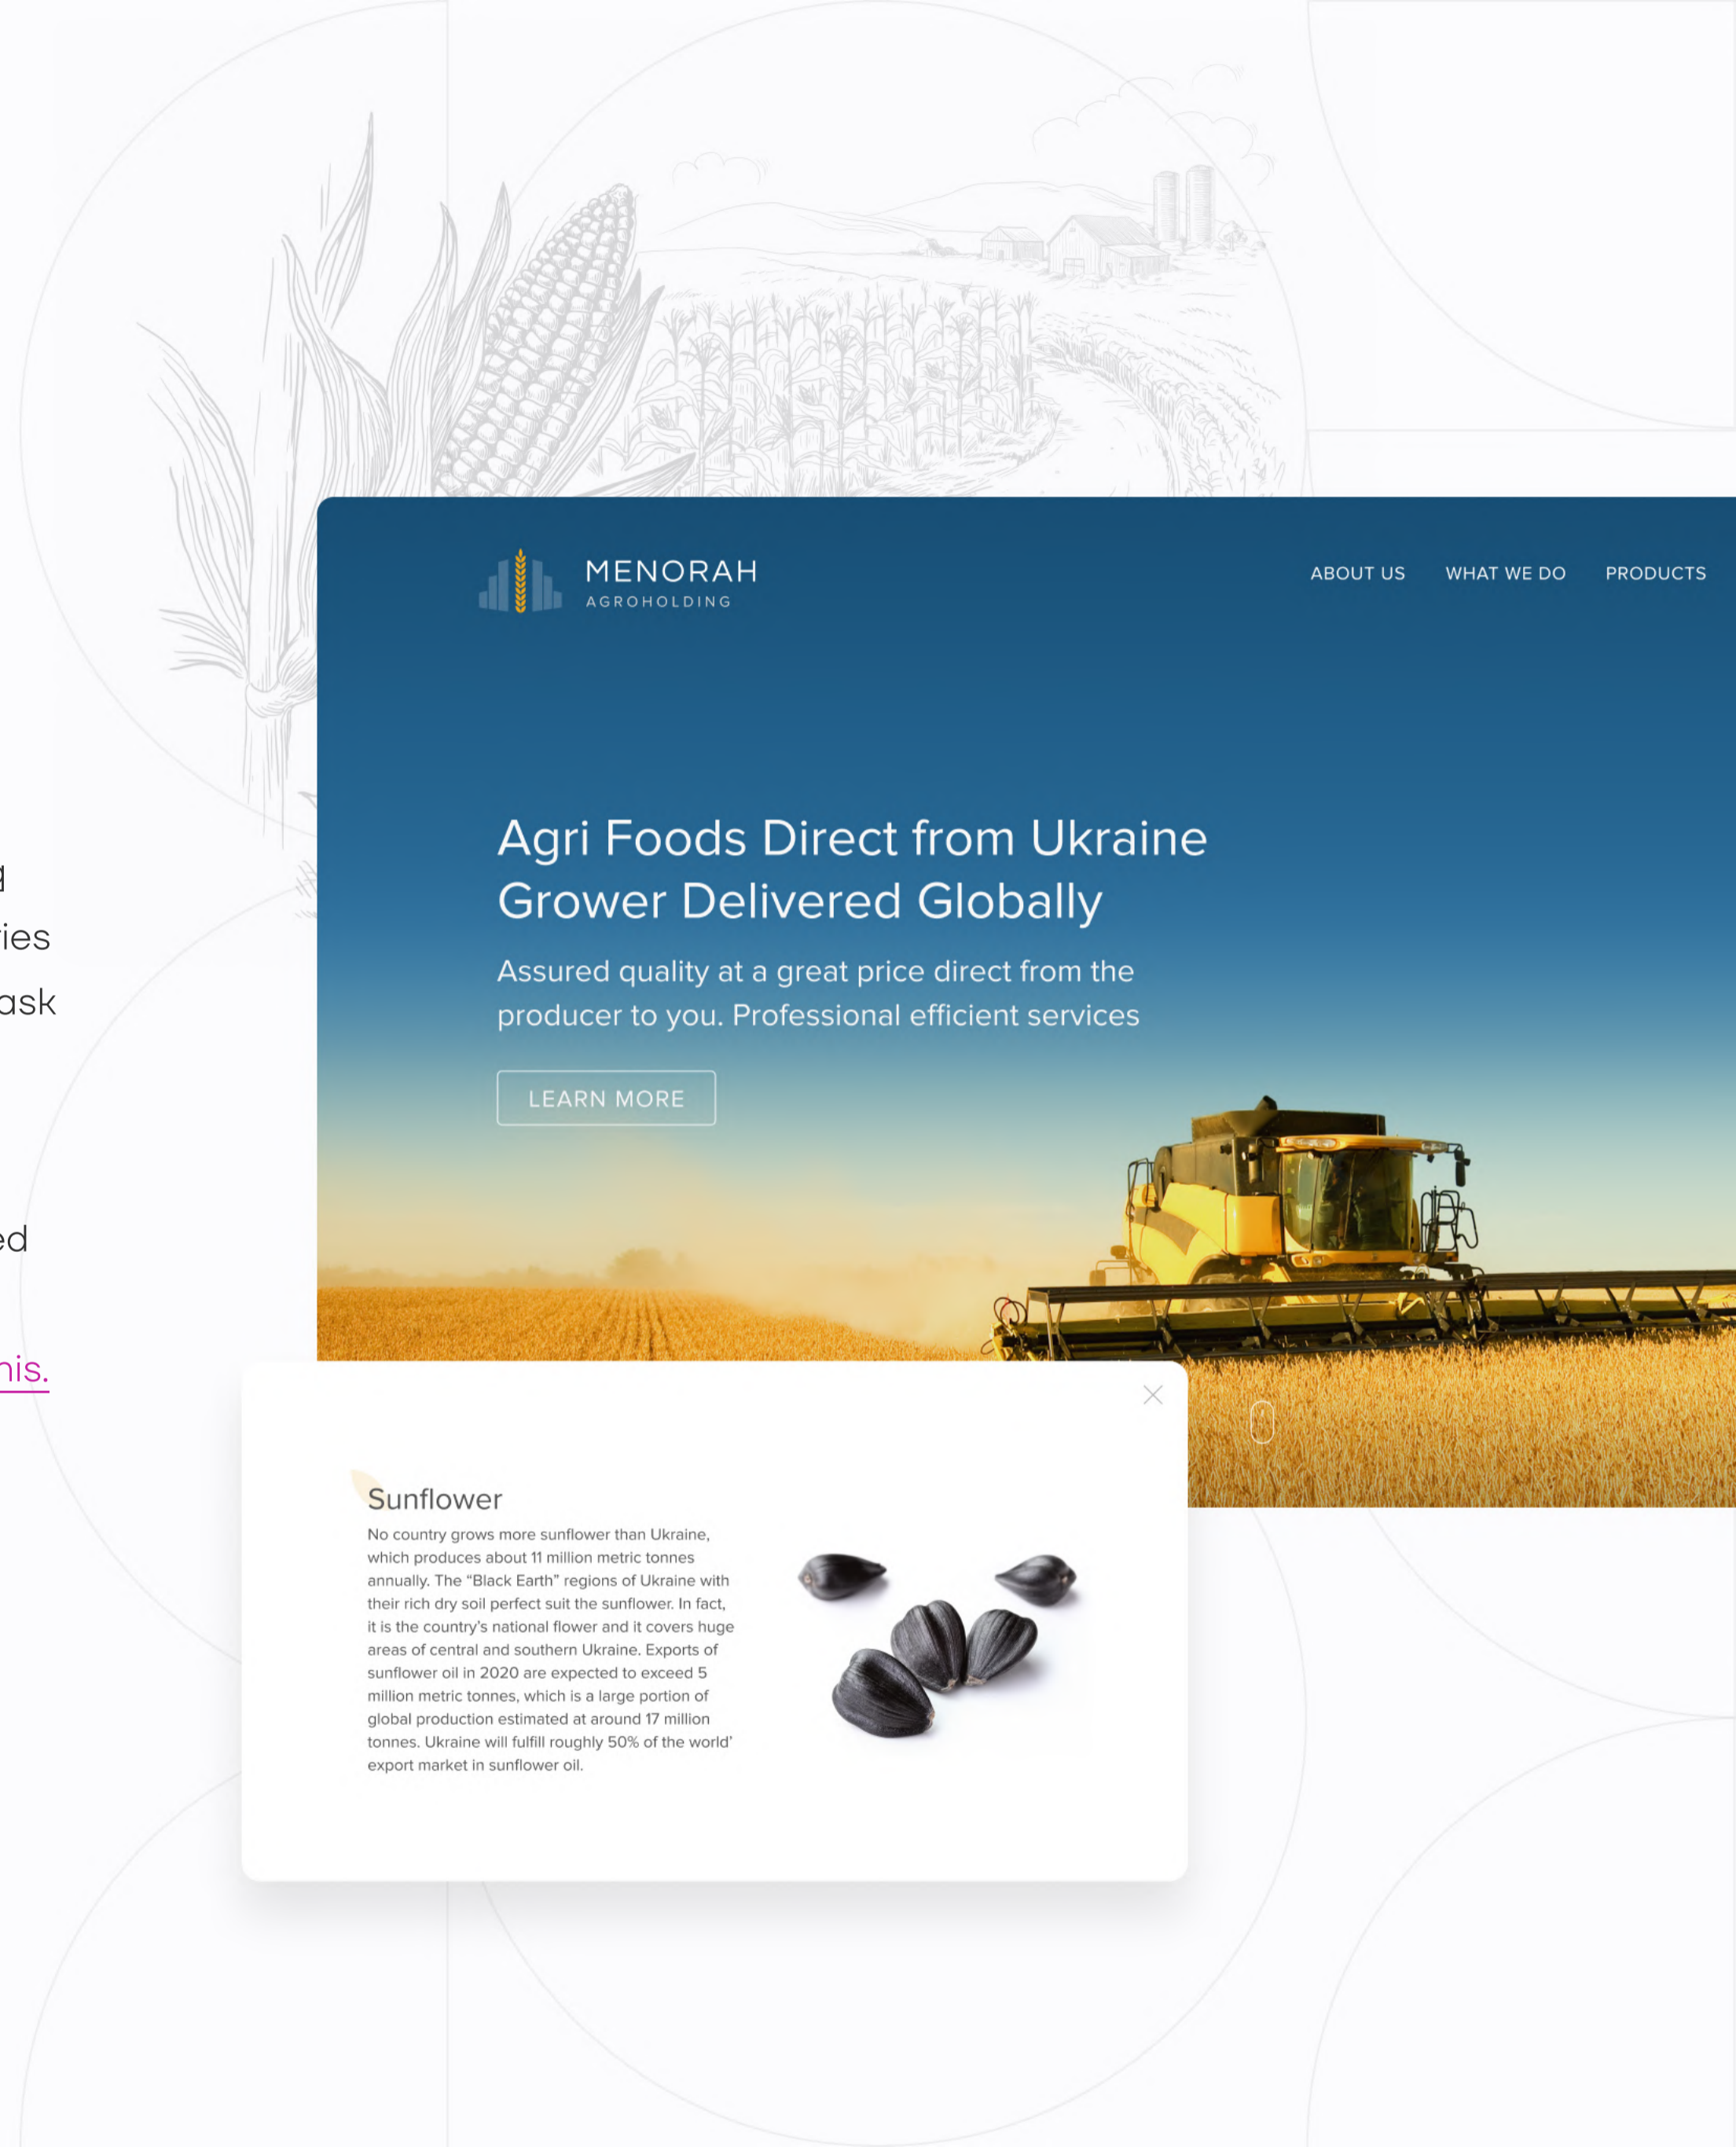 MENORAH
AGROHOLDING
ABOUT US WHAT WE DO PRODUCTS
Agri Foods Direct from Ukraine
Grower Delivered Globally
Assured quality at a great price direct from the
producer to you. Professional efficient services
LEARN MORE
Sunflower
No country grows more sunflower than Ukraine,
which produces about 11 million metric tonnes
annually. The “Black Earth” regions of Ukraine with
their rich dry soil perfect suit the sunflower. In fact,
it is the country’s national flower and it covers huge
areas of central and southern Ukraine. Exports of
sunflower oil in 2020 are expected to exceed 5
million metric tonnes, which is a large portion of
global production estimated at around 17 million
tonnes. Ukraine will fulfill roughly 50% of the world’
export market in sunflower oil.